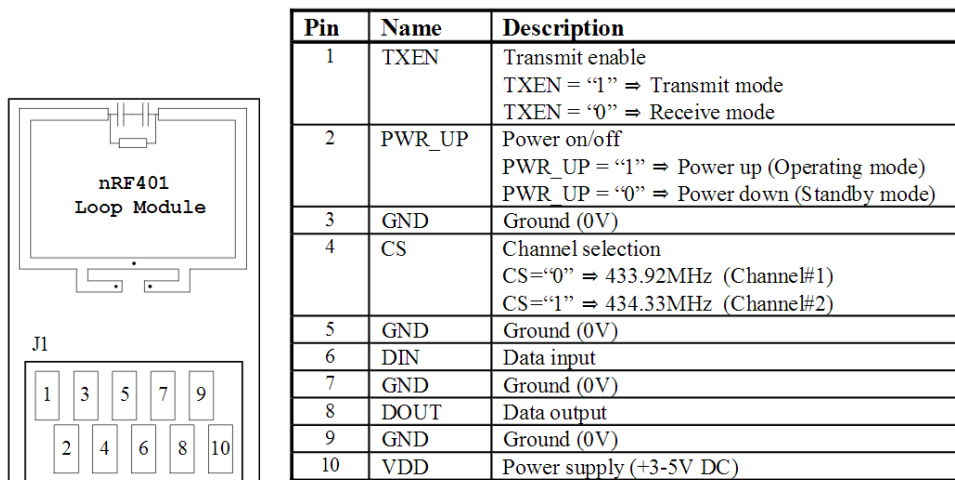 nRF401
Loop Module
J1
1 3 5 7 9
2 4 6 8 10
Pin Name Description
1 TXEN Transmit enable
TXEN = “1” ⇒ Transmit mode
TXEN = “0” ⇒ Receive mode
2 PWR_UP Power on/off
PWR_UP = “1” ⇒ Power up (Operating mode)
PWR_UP = “0” ⇒ Power down (Standby mode)
3 GND Ground (0V)
4 CS Channel selection
CS=“0” ⇒ 433.92MHz (Channel#1)
CS=“1” ⇒ 434.33MHz (Channel#2)
5 GND Ground (0V)
6 DIN Data input
7 GND Ground (0V)
8 DOUT Data output
9 GND Ground (0V)
10 VDD Power supply (+3-5V DC)